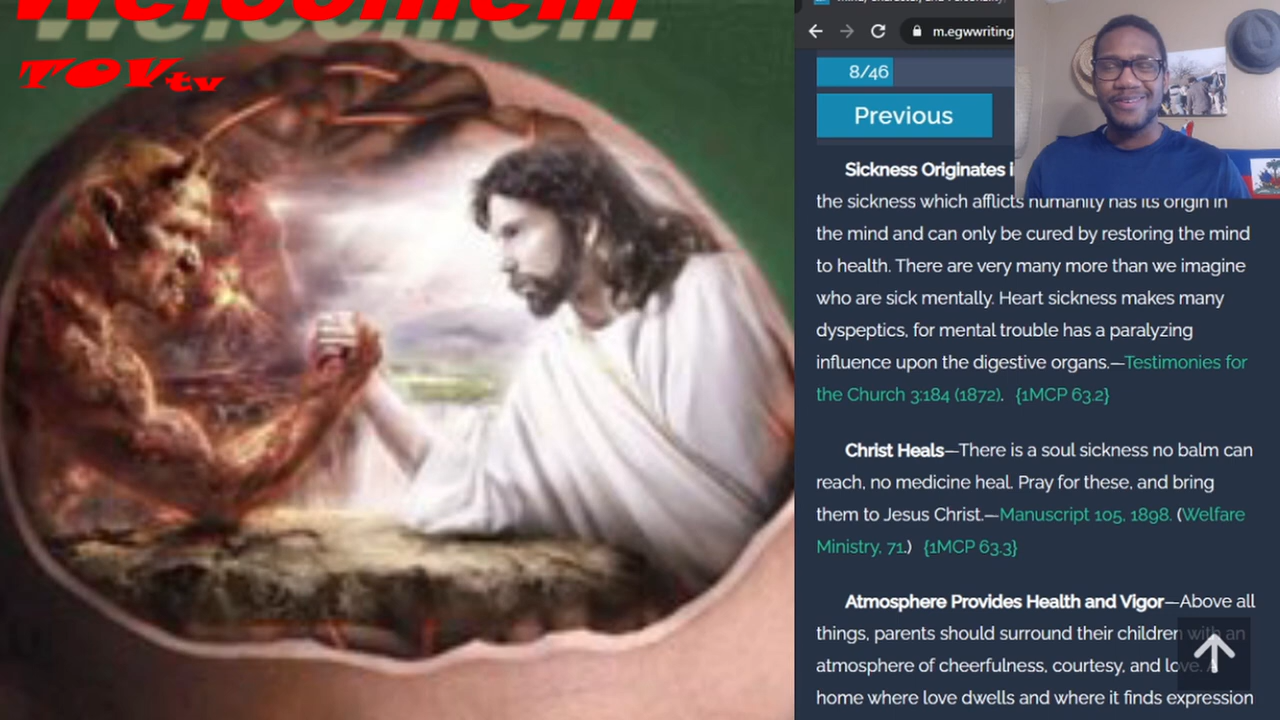 Welcome...
TOVtv
m.egwwriting
8/46
Previous
Sickness Originates i
the sickness which afflicts humanity has its origin in
the mind and can only be cured by restoring the mind
to health. There are very many more than we imagine
who are sick mentally. Heart sickness makes many
dyspeptics, for mental trouble has a paralyzing
influence upon the digestive organs.—Testimonies for
the Church 3:184 (1872). {1MCP 63.2}
Christ Heals—There is a soul sickness no balm can
reach, no medicine heal. Pray for these, and bring
them to Jesus Christ.—Manuscript 105, 1898. (Welfare
Ministry, 71.) {1MCP 63.3}
Atmosphere Provides Health and Vigor—Above all
things, parents should surround their children with an
atmosphere of cheerfulness, courtesy, and love. A
home where love dwells and where it finds expression